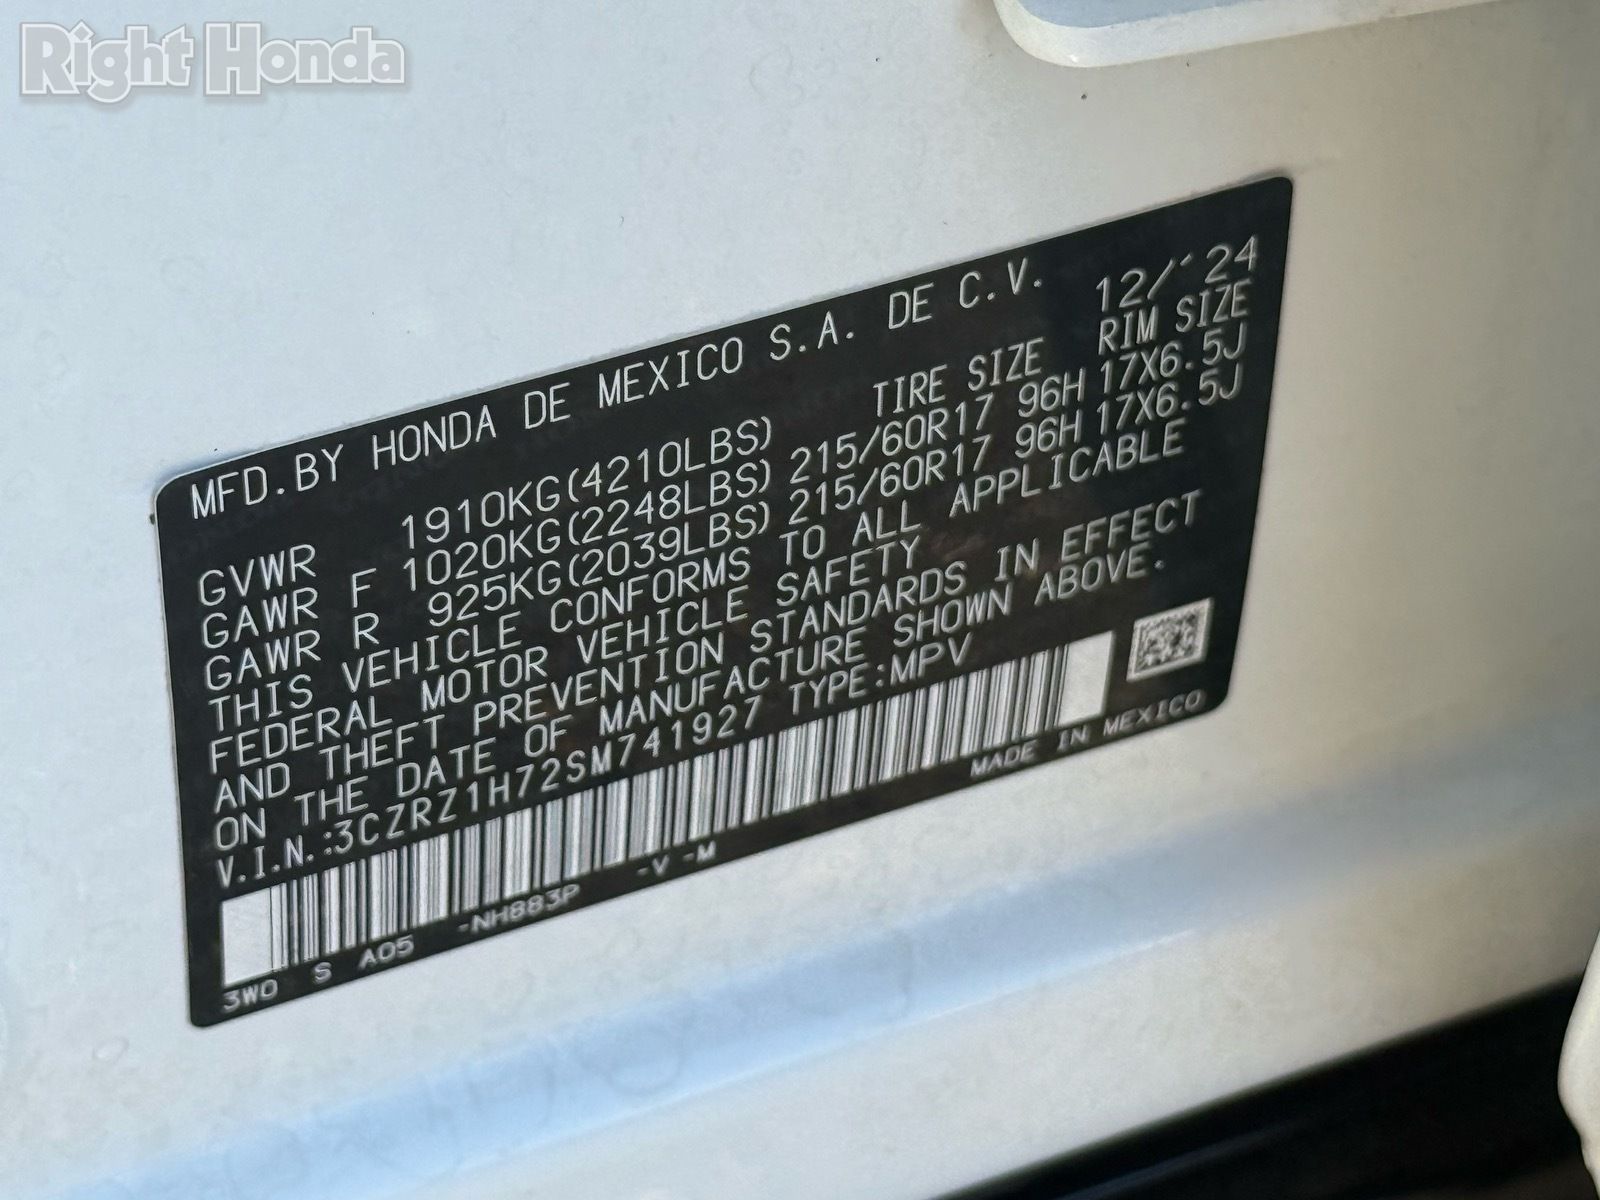 Right Honda
MFD.BY HONDA DE MEXICO S.A. DE C.V. 12/'24
TIRE SIZE RIM SIZE
GVWR 1910KG(4210LBS)
GAWR F 1020KG(2248LBS) 215/60R17 96H 17X6.5J
GAWR R 925KG(2039LBS) 215/60R17 96H 17X6.5J
THIS VEHICLE CONFORMS TO ALL APPLICABLE
FEDERAL MOTOR VEHICLE SAFETY
AND THEFT PREVENTION STANDARDS IN EFFECT
ON THE DATE OF MANUFACTURE SHOWN ABOVE.
V.I.N.:3CZRZ1H72SM741927 TYPE:MPV
MADE IN MEXICO
3W0 S A05 -NH883P -V -M